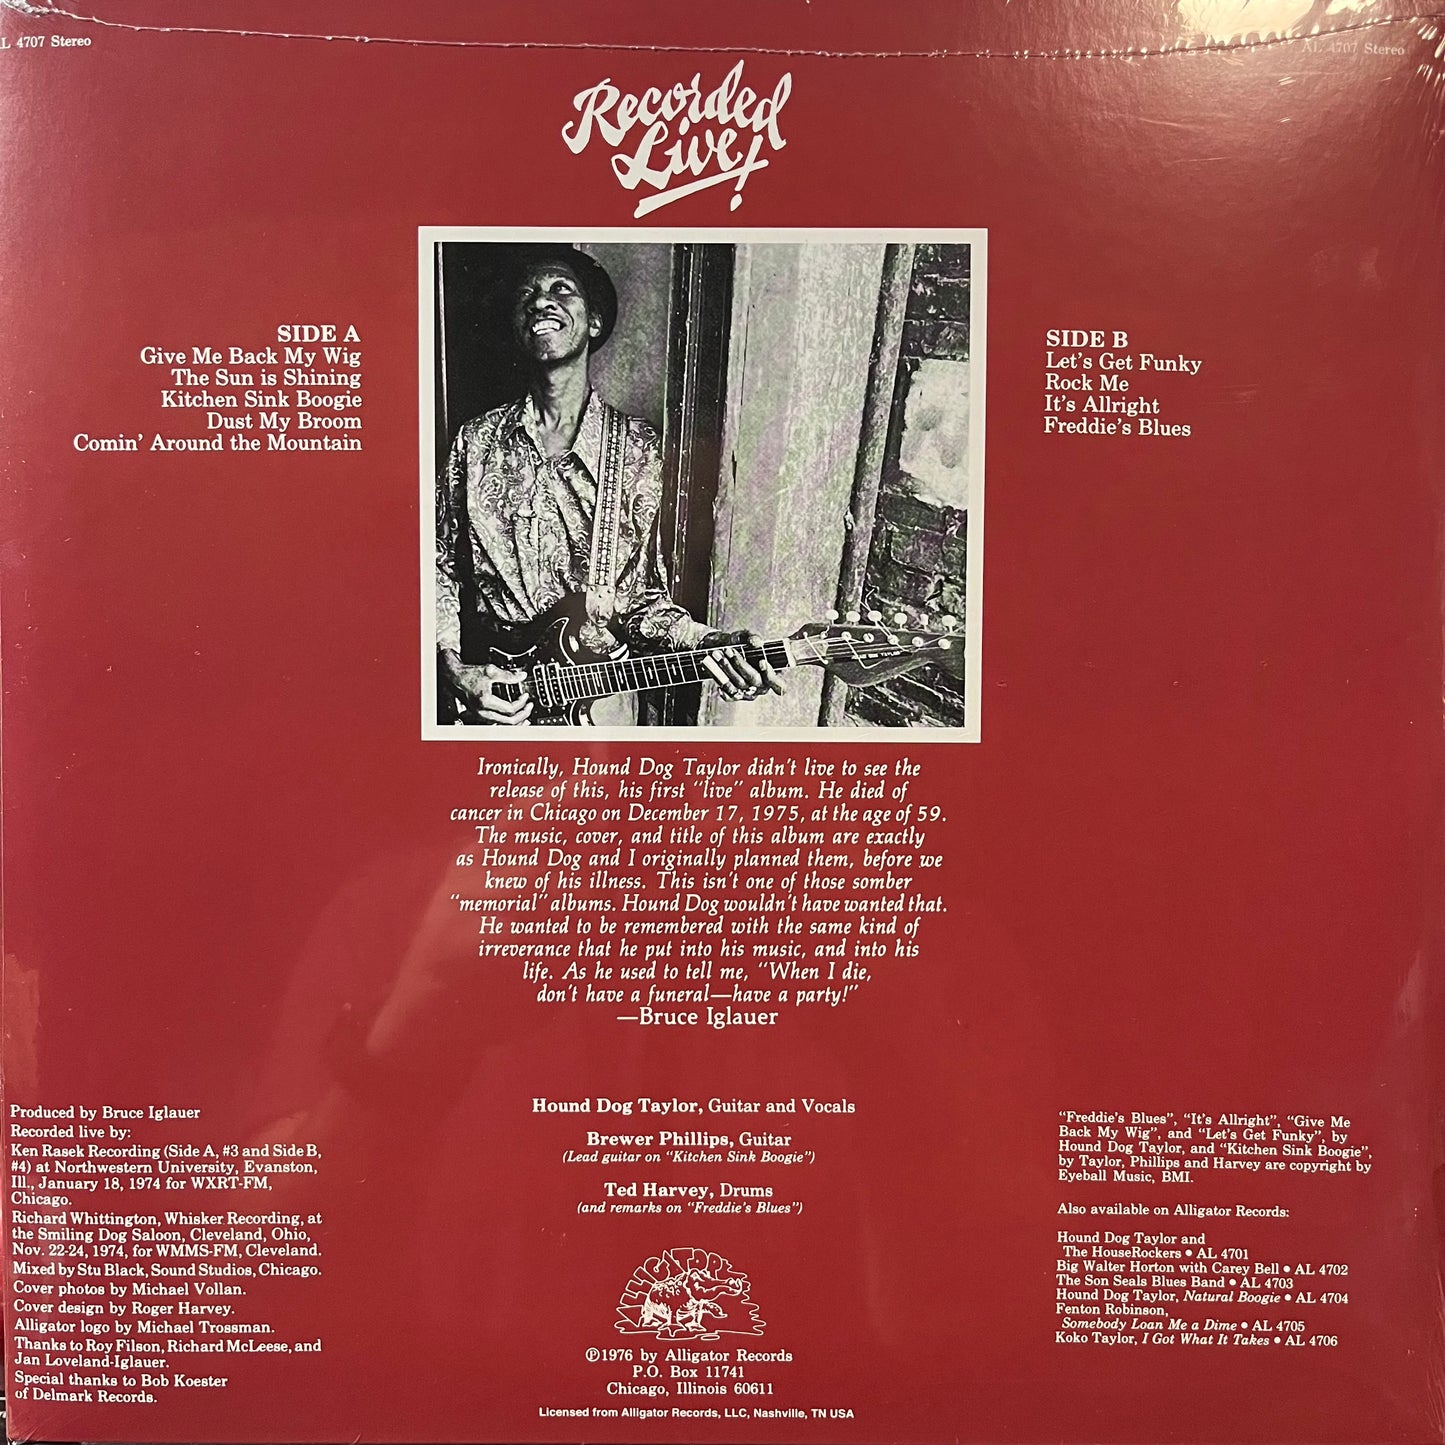 L 4707 Stereo
AL 4707 Stereo
Recorded
Live!
SIDE A
Give Me Back My Wig
The Sun is Shining
Kitchen Sink Boogie
Dust My Broom
Comin' Around the Mountain
SIDE B
Let's Get Funky
Rock Me
It's Allright
Freddie's Blues
Ironically, Hound Dog Taylor didn't live to see the
release of this, his first "live" album. He died of
cancer in Chicago on December 17, 1975, at the age of 59.
The music, cover, and title of this album are exactly
as Hound Dog and I originally planned them, before we
knew of his illness. This isn't one of those somber
"memorial" albums. Hound Dog wouldn't have wanted that.
He wanted to be remembered with the same kind of
irreverance that he put into his music, and into his
life. As he used to tell me, "When I die,
don't have a funeral—have a party!"
—Bruce Iglauer
Produced by Bruce Iglauer
Recorded live by:
Ken Rasek Recording (Side A, #3 and Side B,
#4) at Northwestern University, Evanston,
Ill., January 18, 1974 for WXRT-FM,
Chicago.
Richard Whittington, Whisker Recording, at
the Smiling Dog Saloon, Cleveland, Ohio,
Nov. 22-24, 1974, for WMMS-FM, Cleveland.
Mixed by Stu Black, Sound Studios, Chicago.
Cover photos by Michael Vollan.
Cover design by Roger Harvey.
Alligator logo by Michael Trossman.
Thanks to Roy Filson, Richard McLeese, and
Jan Loveland-Iglauer.
Special thanks to Bob Koester
of Delmark Records.
Hound Dog Taylor, Guitar and Vocals
Brewer Phillips, Guitar
(Lead guitar on "Kitchen Sink Boogie")
Ted Harvey, Drums
(and remarks on "Freddie's Blues")
ALLIGATOR
℗1976 by Alligator Records
P.O. Box 11741
Chicago, Illinois 60611
Licensed from Alligator Records, LLC, Nashville, TN USA
"Freddie's Blues", "It's Allright", "Give Me
Back My Wig", and "Let's Get Funky", by
Hound Dog Taylor, and "Kitchen Sink Boogie",
by Taylor, Phillips and Harvey are copyright by
Eyeball Music, BMI.
Also available on Alligator Records:
Hound Dog Taylor and
The HouseRockers • AL 4701
Big Walter Horton with Carey Bell • AL 4702
The Son Seals Blues Band • AL 4703
Hound Dog Taylor, Natural Boogie • AL 4704
Fenton Robinson,
Somebody Loan Me a Dime • AL 4705
Koko Taylor, I Got What It Takes • AL 4706